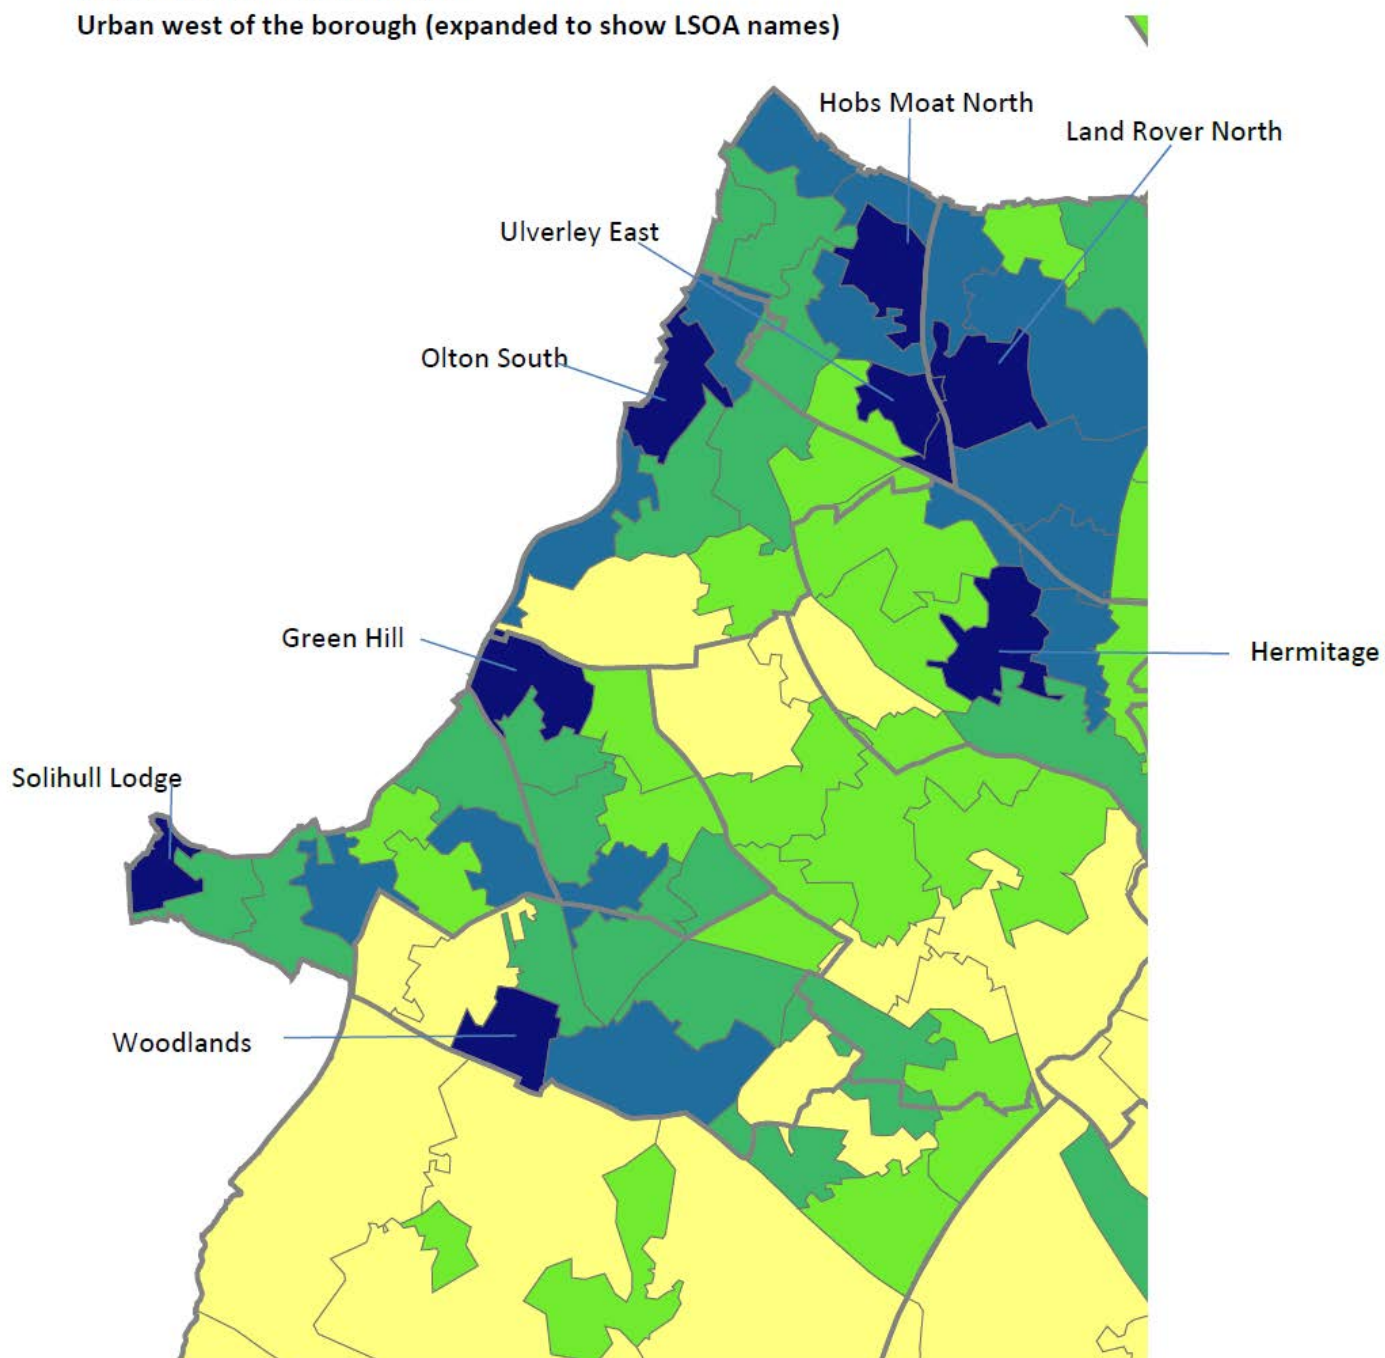 Urban west of the borough (expanded to show LSOA names)
Hobs Moat North
Land Rover North
Ulverley East
Olton South
Green Hill
Hermitage
Solihull Lodge
Woodlands